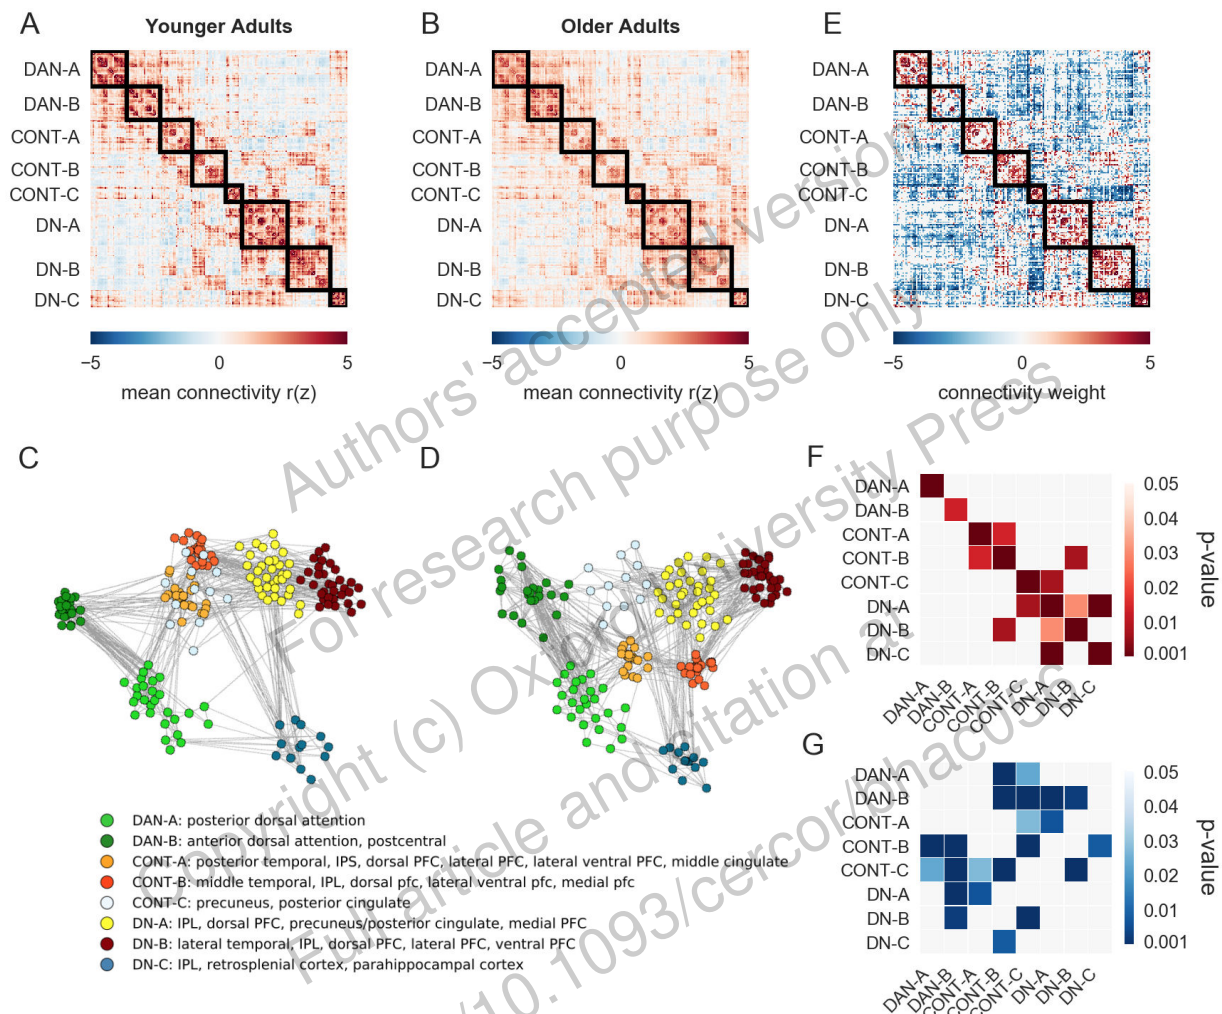 A
Younger Adults
B
Older Adults
E
DAN-A
DAN-B
CONT-A
CONT-B
CONT-C
DN-A
DN-B
DN-C
−5
0
5
mean connectivity r(z)
DAN-A
DAN-B
CONT-A
CONT-B
CONT-C
DN-A
DN-B
DN-C
−5
0
5
mean connectivity r(z)
DAN-A
DAN-B
CONT-A
CONT-B
CONT-C
DN-A
DN-B
DN-C
−5
0
5
connectivity weight
C
D
DAN-A: posterior dorsal attention
DAN-B: anterior dorsal attention, postcentral
CONT-A: posterior temporal, IPS, dorsal PFC, lateral PFC, lateral ventral PFC, middle cingulate
CONT-B: middle temporal, IPL, dorsal pfc, lateral ventral pfc, medial pfc
CONT-C: precuneus, posterior cingulate
DN-A: IPL, dorsal PFC, precuneus/posterior cingulate, medial PFC
DN-B: lateral temporal, IPL, dorsal PFC, lateral PFC, ventral PFC
DN-C: IPL, retrosplenial cortex, parahippocampal cortex
F
DAN-A
DAN-B
CONT-A
CONT-B
CONT-C
DN-A
DN-B
DN-C
DAN-A
DAN-B
CONT-A
CONT-B
CONT-C
DN-A
DN-B
DN-C
0.05
0.04
0.03
0.02
0.01
0.001
p-value
G
DAN-A
DAN-B
CONT-A
CONT-B
CONT-C
DN-A
DN-B
DN-C
DAN-A
DAN-B
CONT-A
CONT-B
CONT-C
DN-A
DN-B
DN-C
0.05
0.04
0.03
0.02
0.01
0.001
p-value
Authors' accepted version
For research purpose only
Copyright (c) Oxford University Press
Full article and citation at
/10.1093/cercor/bhac056